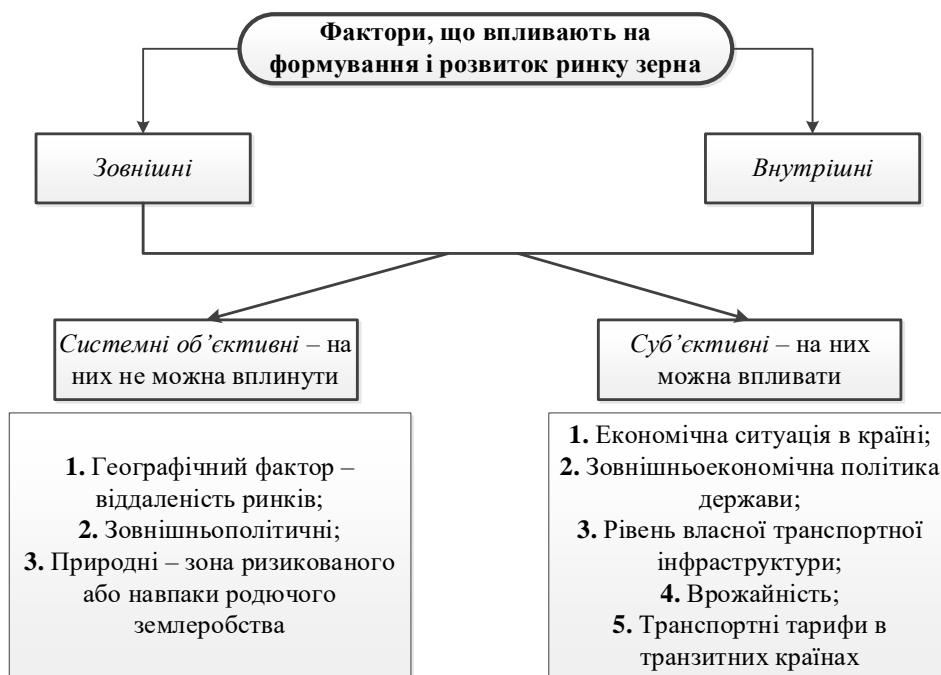 Фактори, що впливають на
формування і розвиток ринку зерна
Зовнішні
Внутрішні
Системні об’єктивні – на
них не можна вплинути
Суб’єктивні – на них
можна впливати
1. Географічний фактор –
віддаленість ринків;
2. Зовнішньополітичні;
3. Природні – зона ризикованого
або навпаки родючого
землеробства
1. Економічна ситуація в країні;
2. Зовнішньоекономічна політика
держави;
3. Рівень власної транспортної
інфраструктури;
4. Врожайність;
5. Транспортні тарифи в
транзитних країнах